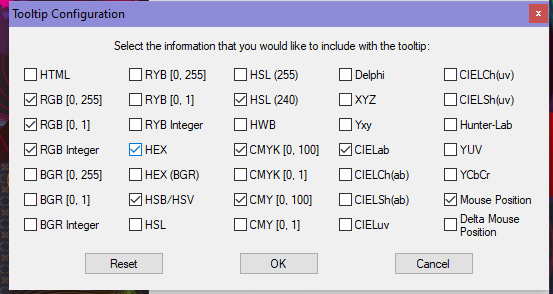 Tooltip Configuration
x
Select the information that you would like to include with the tooltip:
HTML
RGB [0, 255]
RGB [0, 1]
RGB Integer
BGR [0, 255]
BGR [0, 1]
BGR Integer
RYB [0, 255]
RYB [0, 1]
RYB Integer
HEX
HEX (BGR)
HSB/HSV
HSL
HSL (255)
HSL (240)
HWB
CMYK [0, 100]
CMYK [0, 1]
CMY [0, 100]
CMY [0, 1]
Delphi
XYZ
Yxy
CIELab
CIELCh(ab)
CIELSh(ab)
CIELuv
CIELCh(uv)
CIELSh(uv)
Hunter-Lab
YUV
YCbCr
Mouse Position
Delta Mouse
Position
Reset
OK
Cancel